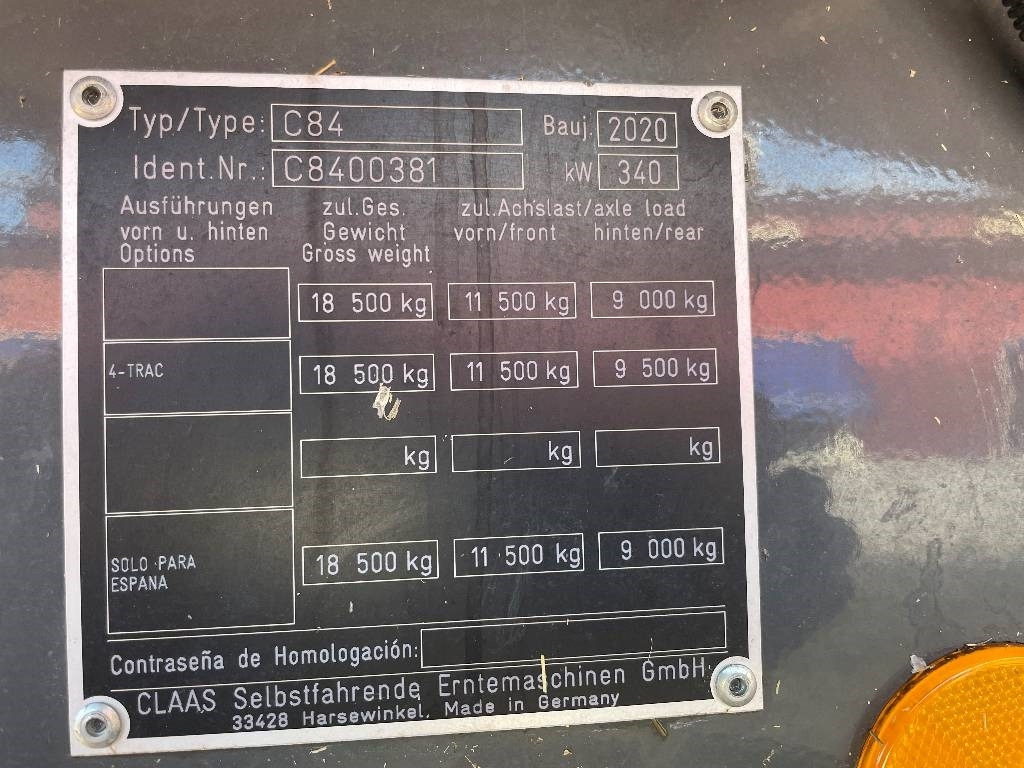 Typ/Type: C84 Bauj. 2020
Ident.Nr.: C8400381 kW 340
Ausführungen zul.Ges. zul.Achslast/axle load
vorn u. hinten Gewicht vorn/front hinten/rear
Options Gross weight
18 500 kg 11 500 kg 9 000 kg
4-TRAC 18 500 kg 11 500 kg 9 500 kg
kg kg kg
SOLO PARA 18 500 kg 11 500 kg 9 000 kg
ESPANA
Contraseña de Homologación:
CLAAS Selbstfahrende Erntemaschinen GmbH
33428 Harsewinkel. Made in Germany